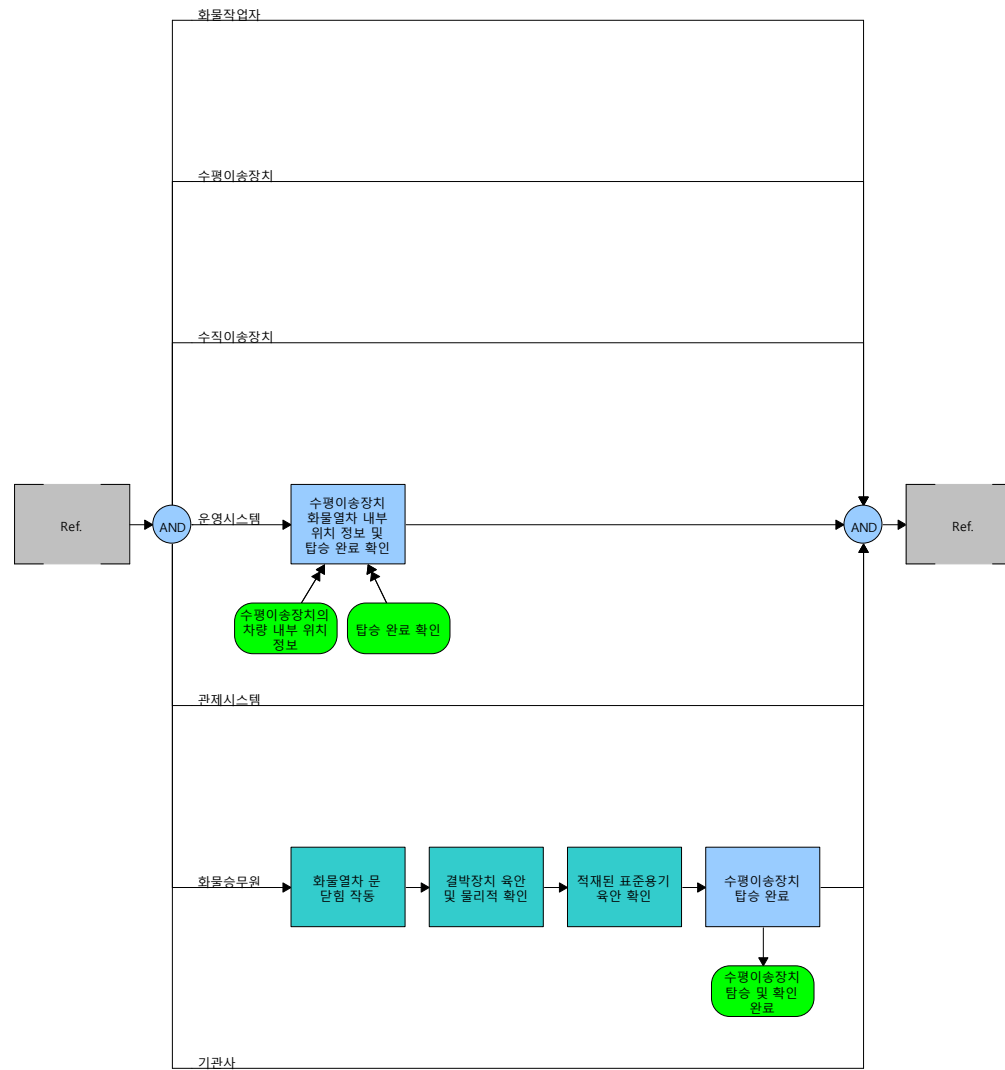 화물작업자
수평이송장치
수직이송장치
Ref.
AND
운영시스템
수평이송장치
화물열차 내부
위치 정보 및
탑승 완료 확인
AND
Ref.
수평이송장치의
차량 내부 위치
정보
탑승 완료 확인
관제시스템
화물승무원
화물열차 문
닫힘 작동
결박장치 육안
및 물리적 확인
적재된 표준용기
육안 확인
수평이송장치
탑승 완료
수평이송장치
탐승 및 확인
완료
기관사